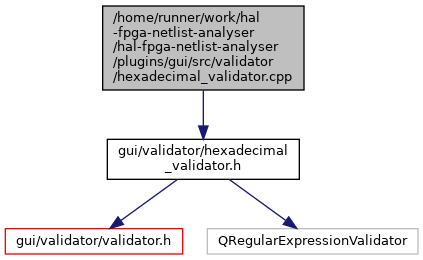 /home/runner/work/hal
-fpga-netlist-analyser
/hal-fpga-netlist-analyser
/plugins/gui/src/validator
/hexadecimal_validator.cpp
gui/validator/hexadecimal
_validator.h
gui/validator/validator.h
QRegularExpressionValidator